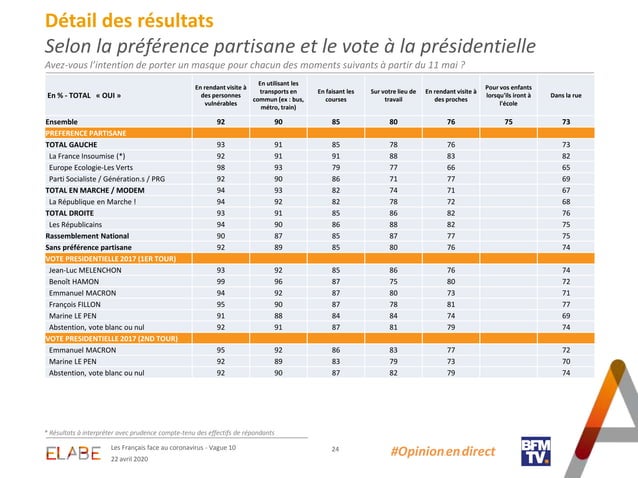 Détail des résultats
Selon la préférence partisane et le vote à la présidentielle
Avez-vous l'intention de porter un masque pour chacun des moments suivants à partir du 11 mai ?
En % - TOTAL « OUI » En rendant visite à des personnes vulnérables En utilisant les transports en commun (ex : bus, métro, train) En faisant les courses Sur votre lieu de travail En rendant visite à des proches Pour vos enfants lorsqu'ils iront à l'école Dans la rue
Ensemble 92 90 85 80 76 75 73
PREFERENCE PARTISANE
TOTAL GAUCHE 93 91 85 78 76 73
La France Insoumise (*) 92 91 91 88 83 82
Europe Ecologie-Les Verts 98 93 79 77 66 65
Parti Socialiste / Génération.s / PRG 92 90 86 71 77 69
TOTAL EN MARCHE / MODEM 94 93 82 74 71 67
La République en Marche ! 94 92 82 78 72 68
TOTAL DROITE 93 91 85 86 82 76
Les Républicains 94 90 86 88 82 75
Rassemblement National 90 87 85 87 77 75
Sans préférence partisane 92 89 85 80 76 74
VOTE PRESIDENTIELLE 2017 (1ER TOUR)
Jean-Luc MELENCHON 93 92 85 86 76 74
Benoît HAMON 99 96 87 75 80 72
Emmanuel MACRON 94 92 87 80 73 71
François FILLON 95 90 87 78 81 77
Marine LE PEN 91 88 84 84 74 69
Abstention, vote blanc ou nul 92 91 87 81 79 74
VOTE PRESIDENTIELLE 2017 (2ND TOUR)
Emmanuel MACRON 95 92 86 83 77 72
Marine LE PEN 92 89 83 79 73 70
Abstention, vote blanc ou nul 92 90 87 82 79 74
* Résultats à interpréter avec prudence compte-tenu des effectifs de répondants
ELABE
Les Français face au coronavirus - Vague 10
22 avril 2020
24
#Opinionendirect
BFM
TV.